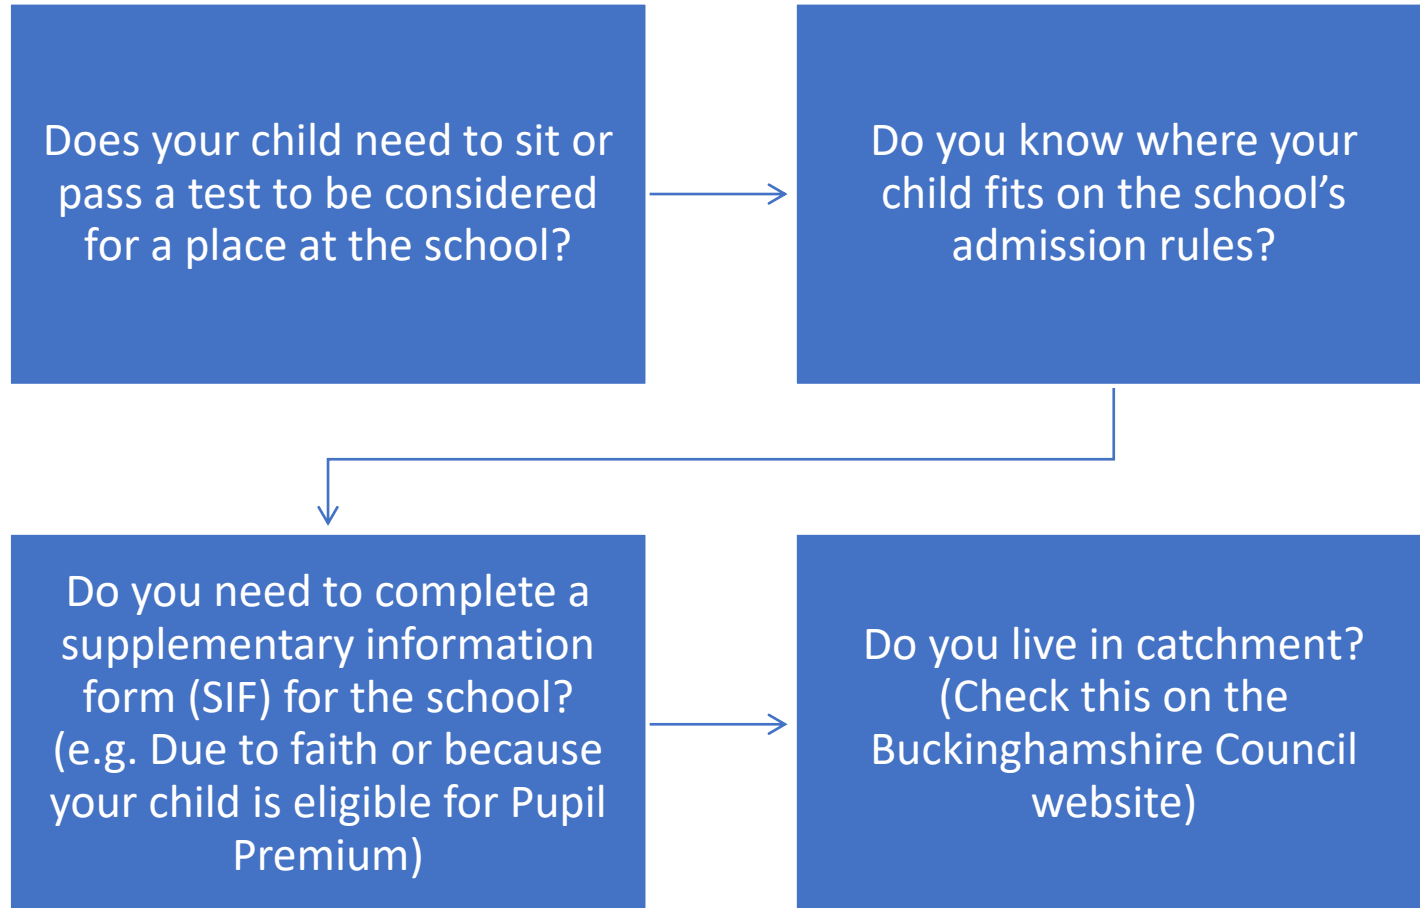 Does your child need to sit or
pass a test to be considered
for a place at the school?
Do you know where your
child fits on the school’s
admission rules?
Do you need to complete a
supplementary information
form (SIF) for the school?
(e.g. Due to faith or because
your child is eligible for Pupil
Premium)
Do you live in catchment?
(Check this on the
Buckinghamshire Council
website)